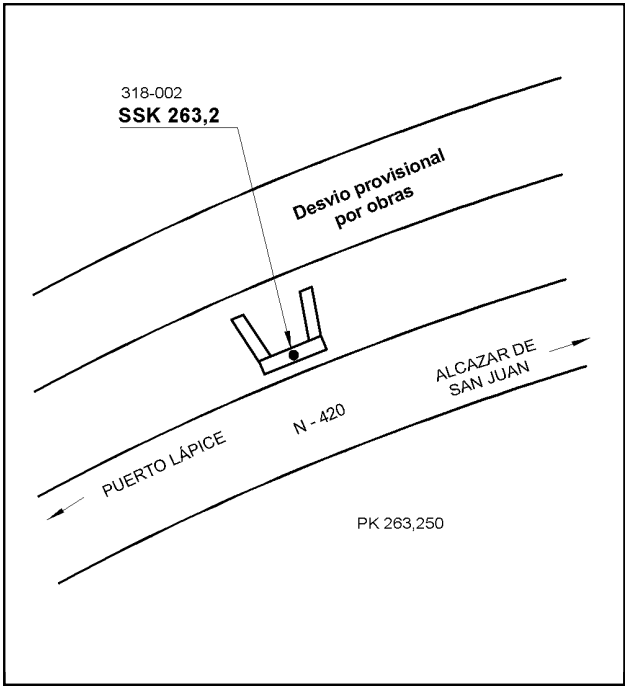 318-002
SSK 263,2
Desvio provisional
por obras
ALCAZAR DE
SAN JUAN
N - 420
PUERTO LÁPICE
PK 263,250